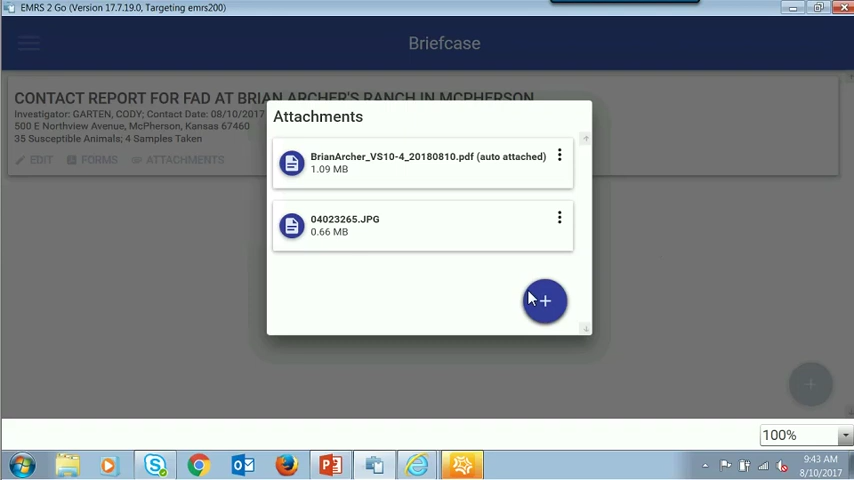 EMRS 2 Go (Version 17.7.19.0, Targeting emrs200)
Briefcase
CONTACT REPORT FOR FAD AT BRIAN ARCHER'S RANCH IN MCPHERSON
Investigator: GARTEN, CODY; Contact Date: 08/10/2017
500 E Northview Avenue, McPherson, Kansas 67460
35 Susceptible Animals; 4 Samples Taken
EDIT FORMS ATTACHMENTS
Attachments
BrianArcher_VS10-4_20180810.pdf (auto attached)
1.09 MB
04023265.JPG
0.66 MB
100%
9:43 AM
8/10/2017